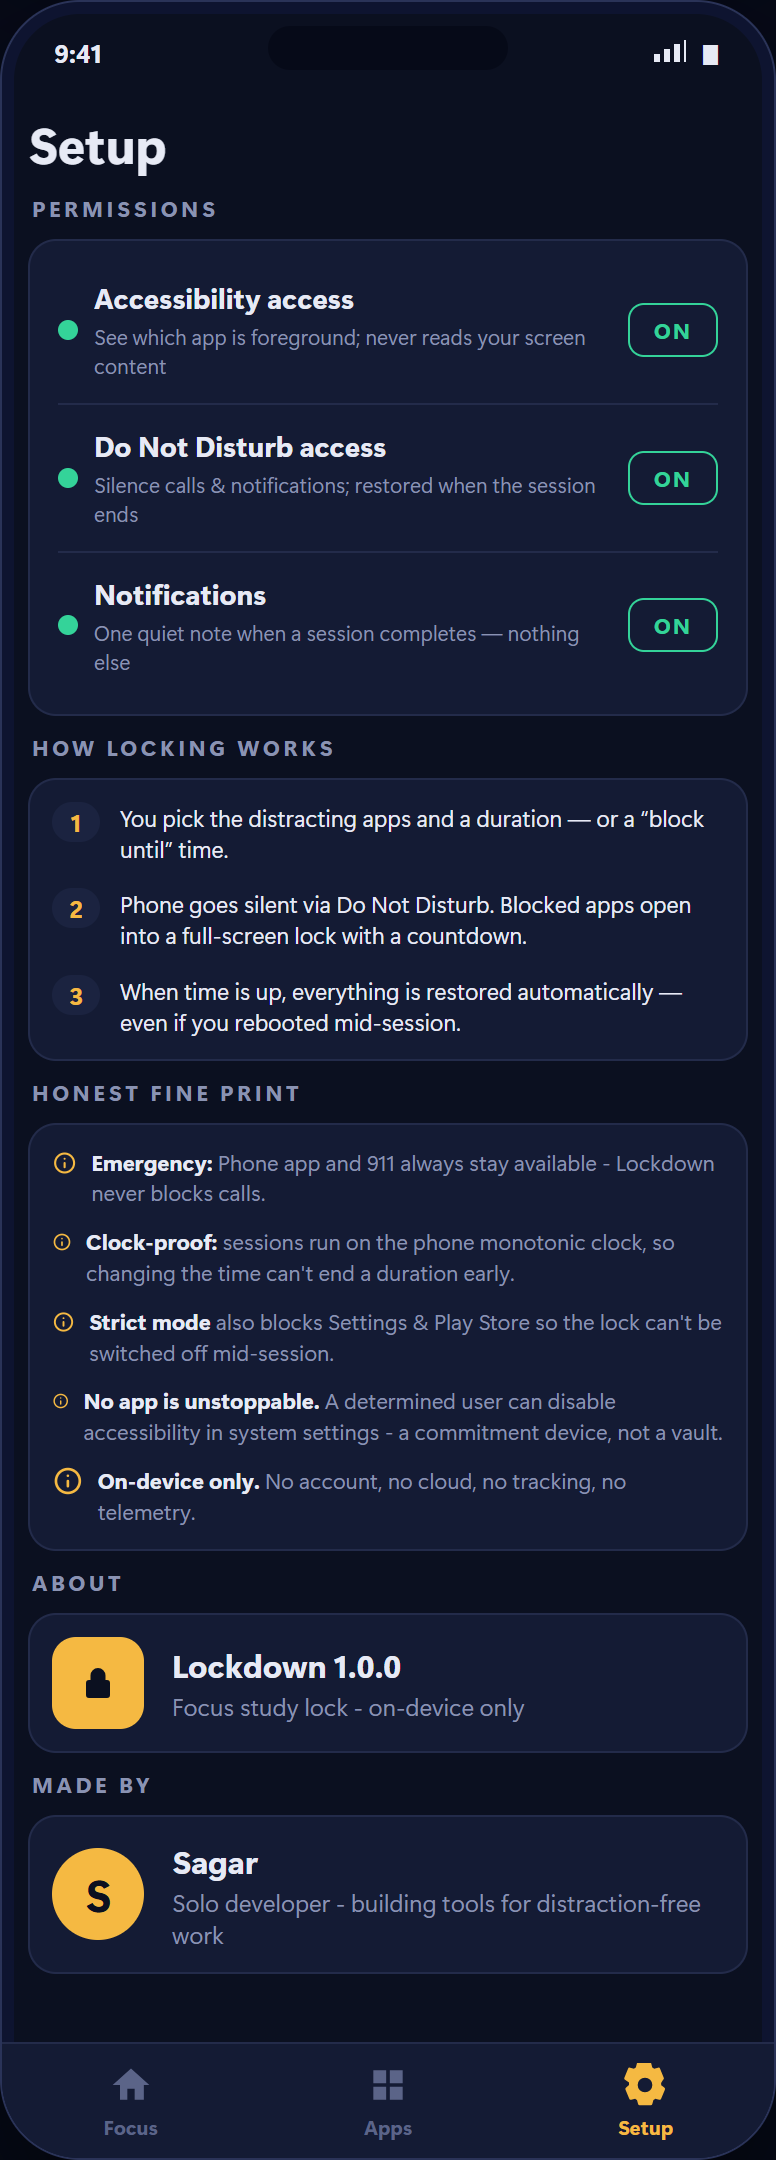 9:41
Setup
PERMISSIONS
Accessibility access
See which app is foreground; never reads your screen
content
ON
Do Not Disturb access
Silence calls & notifications; restored when the session
ends
ON
Notifications
One quiet note when a session completes — nothing
else
ON
HOW LOCKING WORKS
1
You pick the distracting apps and a duration — or a “block
until” time.
2
Phone goes silent via Do Not Disturb. Blocked apps open
into a full-screen lock with a countdown.
3
When time is up, everything is restored automatically —
even if you rebooted mid-session.
HONEST FINE PRINT
Emergency: Phone app and 911 always stay available - Lockdown
never blocks calls.
Clock-proof: sessions run on the phone monotonic clock, so
changing the time can't end a duration early.
Strict mode also blocks Settings & Play Store so the lock can't be
switched off mid-session.
No app is unstoppable. A determined user can disable
accessibility in system settings - a commitment device, not a vault.
On-device only. No account, no cloud, no tracking, no
telemetry.
ABOUT
Lockdown 1.0.0
Focus study lock - on-device only
MADE BY
S
Sagar
Solo developer - building tools for distraction-free
work
Focus
Apps
Setup